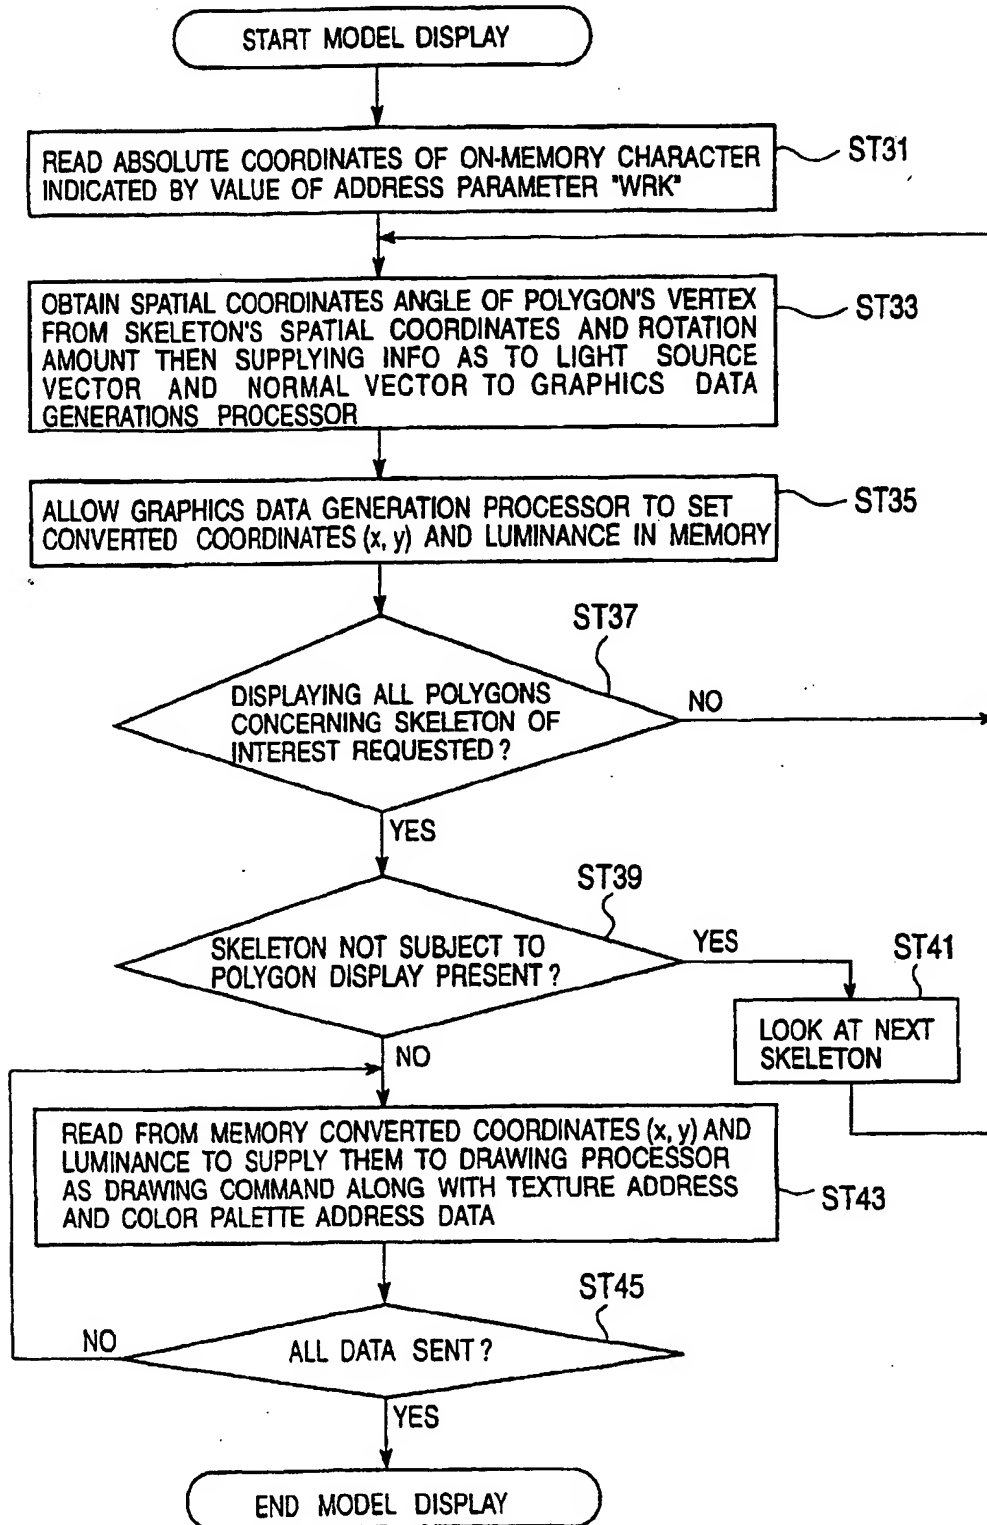 START MODEL DISPLAY
READ ABSOLUTE COORDINATES OF ON-MEMORY CHARACTER
INDICATED BY VALUE OF ADDRESS PARAMETER "WRK"
ST31
OBTAIN SPATIAL COORDINATES ANGLE OF POLYGON'S VERTEX
FROM SKELETON'S SPATIAL COORDINATES AND ROTATION
AMOUNT THEN SUPPLYING INFO AS TO LIGHT SOURCE
VECTOR AND NORMAL VECTOR TO GRAPHICS DATA
GENERATIONS PROCESSOR
ST33
ALLOW GRAPHICS DATA GENERATION PROCESSOR TO SET
CONVERTED COORDINATES (x, y) AND LUMINANCE IN MEMORY
ST35
ST37
DISPLAYING ALL POLYGONS
CONCERNING SKELETON OF
INTEREST REQUESTED?
NO
YES
ST39
SKELETON NOT SUBJECT TO
POLYGON DISPLAY PRESENT?
YES
ST41
LOOK AT NEXT
SKELETON
NO
READ FROM MEMORY CONVERTED COORDINATES (x, y) AND
LUMINANCE TO SUPPLY THEM TO DRAWING PROCESSOR
AS DRAWING COMMAND ALONG WITH TEXTURE ADDRESS
AND COLOR PALETTE ADDRESS DATA
ST43
ST45
ALL DATA SENT?
NO
YES
END MODEL DISPLAY